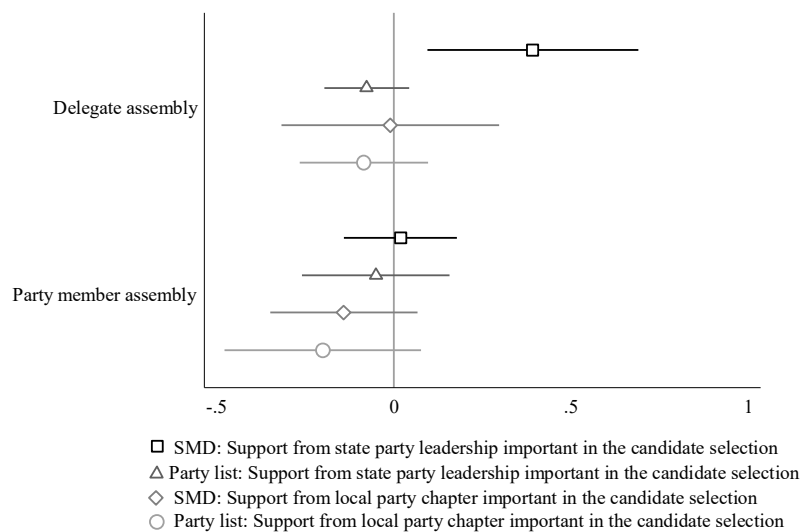 Delegate assembly
Party member assembly
-.5 0 .5 1
SMD: Support from state party leadership important in the candidate selection
Party list: Support from state party leadership important in the candidate selection
SMD: Support from local party chapter important in the candidate selection
Party list: Support from local party chapter important in the candidate selection